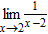 lim 1/(x−2)
x→2